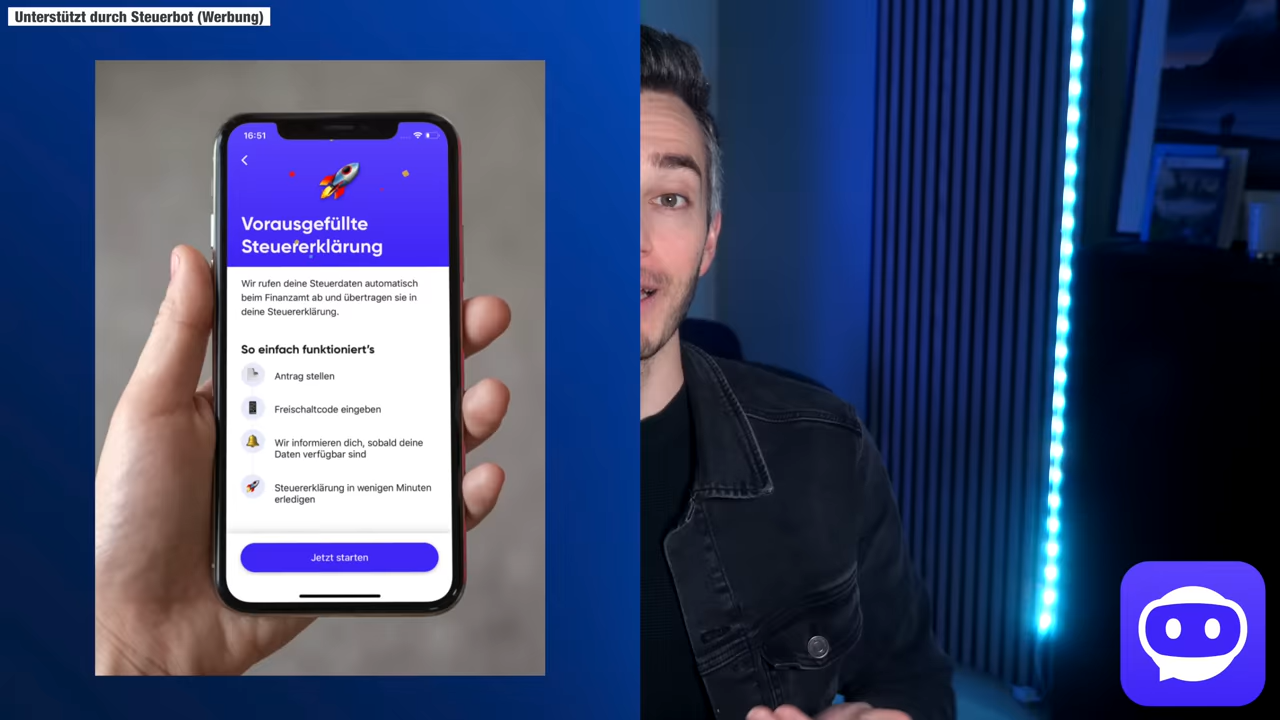 Unterstützt durch Steuerbot (Werbung)
16:51
Vorausgefüllte
Steuererklärung
Wir rufen deine Steuerdaten automatisch
beim Finanzamt ab und übertragen sie in
deine Steuererklärung.
So einfach funktioniert's
Antrag stellen
Freischaltcode eingeben
Wir informieren dich, sobald deine
Daten verfügbar sind
Steuererklärung in wenigen Minuten
erledigen
Jetzt starten